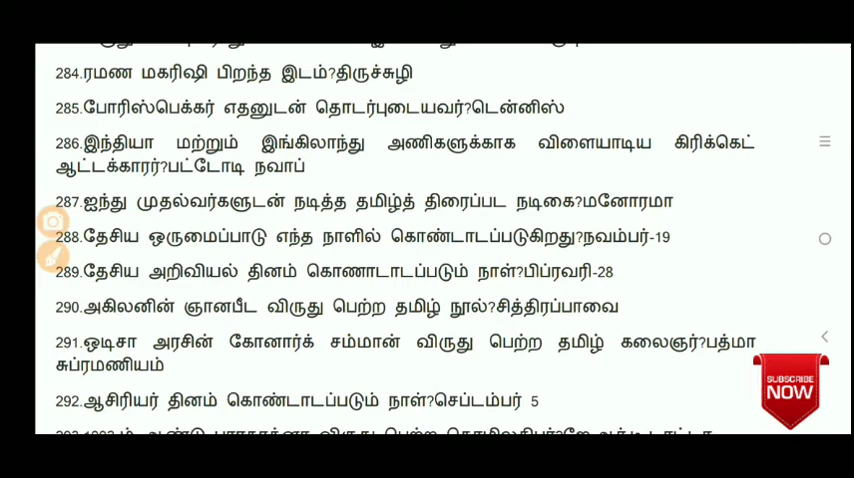 284.ரமண மகரிஷி பிறந்த இடம்?திருச்சுழி
285.போரிஸ்பெக்கர் எதனுடன் தொடர்புடையவர்?டென்னிஸ்
286.இந்தியா மற்றும் இங்கிலாந்து அணிகளுக்காக விளையாடிய கிரிக்கெட்
ஆட்டக்காரர்?பட்டோடி நவாப்
287.ஐந்து முதல்வர்களுடன் நடித்த தமிழ்த் திரைப்பட நடிகை?மனோரமா
288.தேசிய ஒருமைப்பாடு எந்த நாளில் கொண்டாடப்படுகிறது?நவம்பர்-19
289.தேசிய அறிவியல் தினம் கொணாடாடப்படும் நாள்?பிப்ரவரி-28
290.அகிலனின் ஞானபீட விருது பெற்ற தமிழ் நூல்?சித்திரப்பாவை
291.ஒடிசா அரசின் கோனார்க் சம்மான் விருது பெற்ற தமிழ் கலைஞர்?பத்மா
சுப்ரமணியம்
SUBSCRIBE
NOW
292.ஆசிரியர் தினம் கொண்டாடப்படும் நாள்?செப்டம்பர் 5